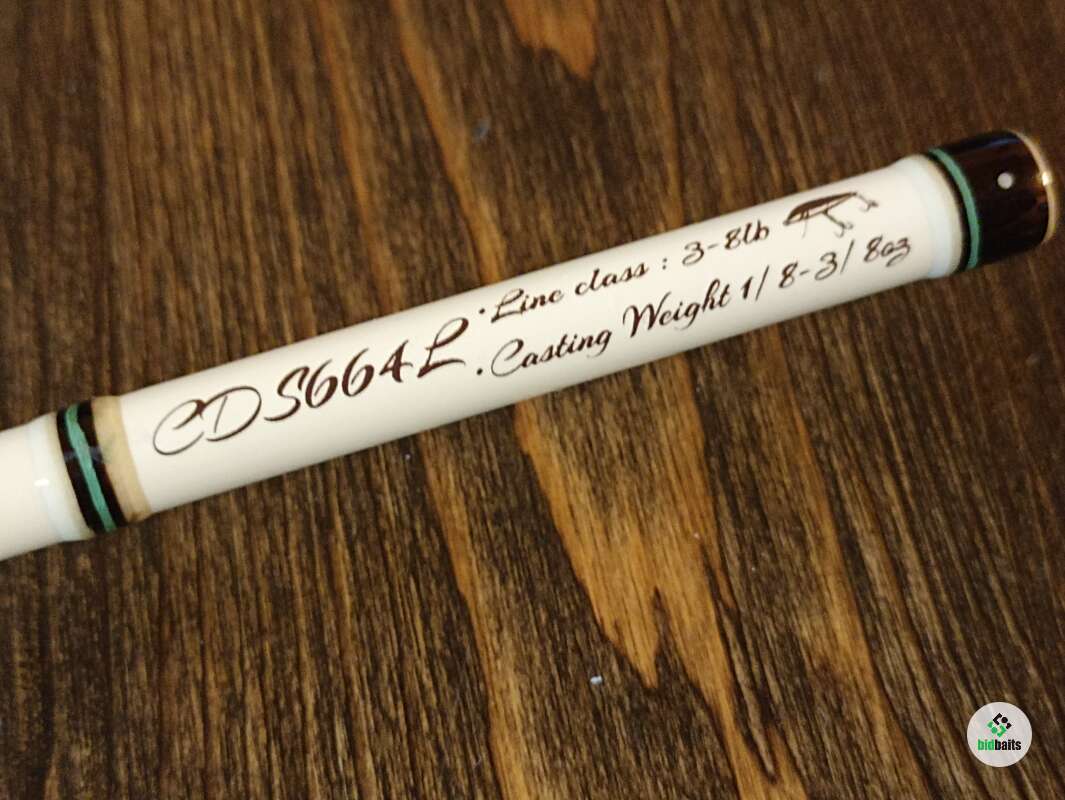 CDS664L
• Line class : 3-8lb
• Casting Weight 1/ 8-3/ 8oz
bidbaits